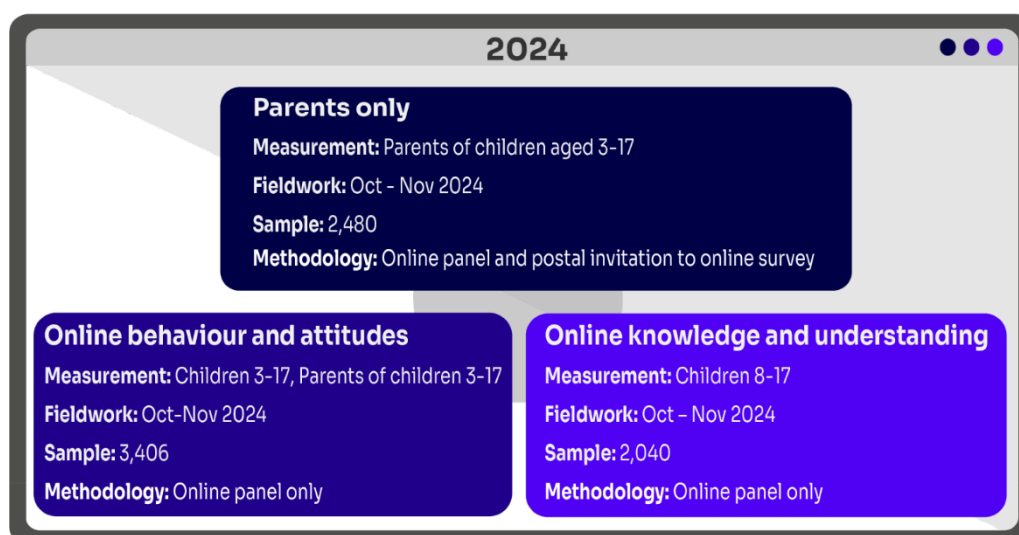 2024
Parents only
Measurement: Parents of children aged 3-17
Fieldwork: Oct - Nov 2024
Sample: 2,480
Methodology: Online panel and postal invitation to online survey
Online behaviour and attitudes
Measurement: Children 3-17, Parents of children 3-17
Fieldwork: Oct-Nov 2024
Sample: 3,406
Methodology: Online panel only
Online knowledge and understanding
Measurement: Children 8-17
Fieldwork: Oct – Nov 2024
Sample: 2,040
Methodology: Online panel only